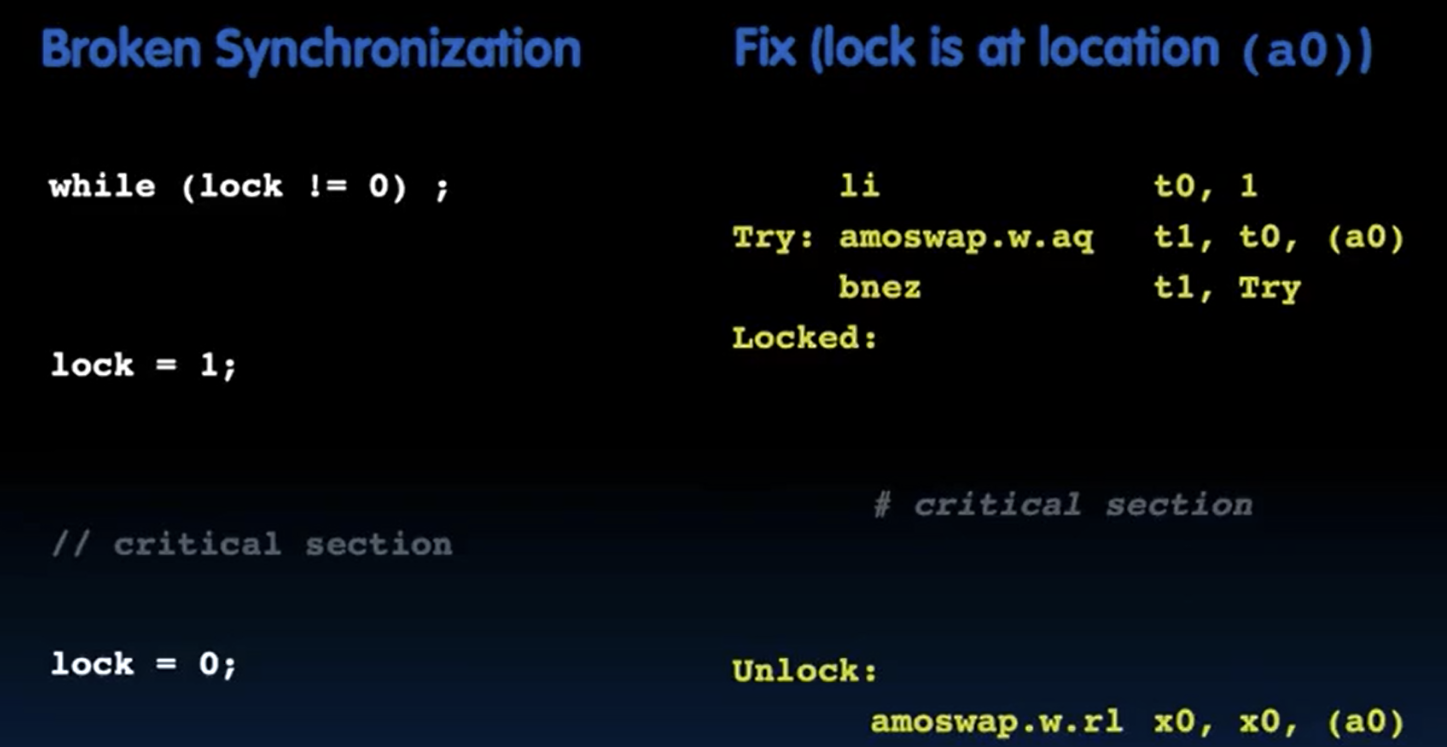 Broken Synchronization
while (lock != 0) ;
lock = 1;
// critical section
lock = 0;
Fix (lock is at location (a0))
li t0, 1
Try: amoswap.w.aq t1, t0, (a0)
bnez t1, Try
Locked:
# critical section
Unlock:
amoswap.w.rl x0, x0, (a0)